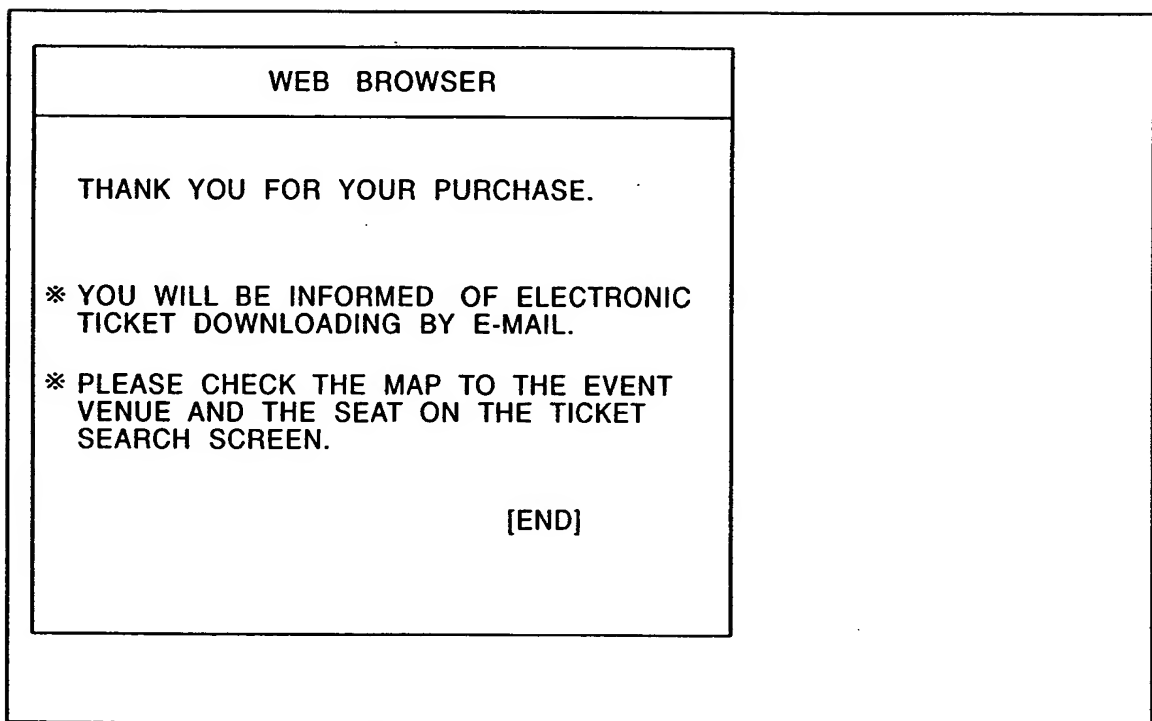 WEB BROWSER
THANK YOU FOR YOUR PURCHASE.
※ YOU WILL BE INFORMED OF ELECTRONIC
TICKET DOWNLOADING BY E-MAIL.
※ PLEASE CHECK THE MAP TO THE EVENT
VENUE AND THE SEAT ON THE TICKET
SEARCH SCREEN.
[END]